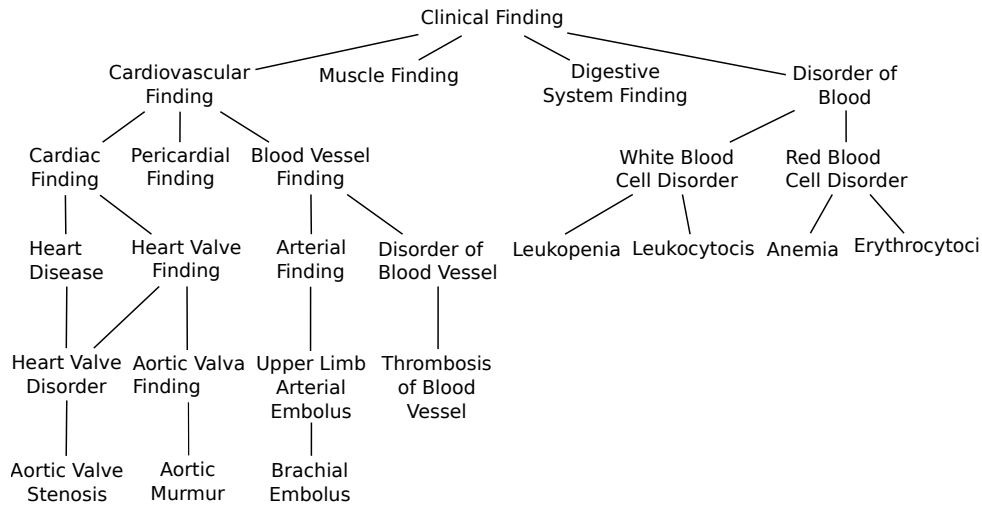 Clinical Finding
Cardiovascular
Finding
Muscle Finding
Digestive
System Finding
Disorder of
Blood
Cardiac
Finding
Pericardial
Finding
Blood Vessel
Finding
White Blood
Cell Disorder
Red Blood
Cell Disorder
Heart
Disease
Heart Valve
Finding
Arterial
Finding
Disorder of
Blood Vessel
Leukopenia
Leukocytocis
Anemia
Erythrocytoci
Heart Valve
Disorder
Aortic Valva
Finding
Upper Limb
Arterial
Embolus
Thrombosis
of Blood
Vessel
Aortic Valve
Stenosis
Aortic
Murmur
Brachial
Embolus